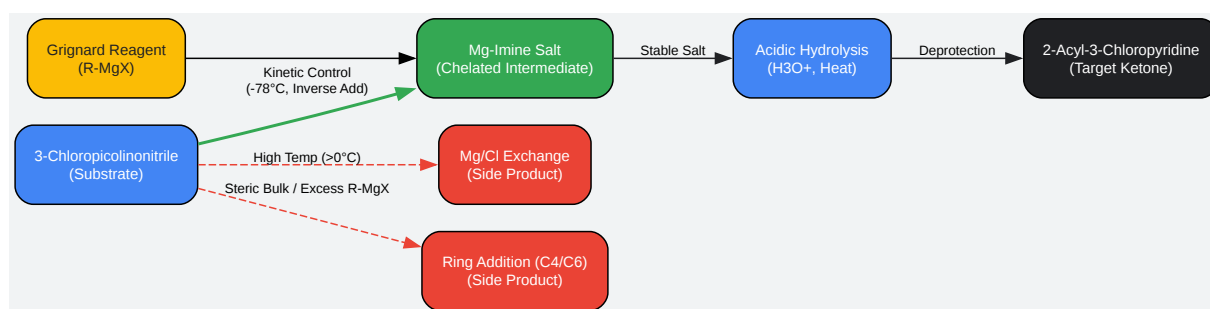 Grignard Reagent
(R-MgX)
Kinetic Control
(-78°C, Inverse Add)
Mg-Imine Salt
(Chelated Intermediate)
Stable Salt
Acidic Hydrolysis
(H3O+, Heat)
Deprotection
2-Acyl-3-Chloropyridine
(Target Ketone)
3-Chloropicolinonitrile
(Substrate)
High Temp (>0°C)
Mg/Cl Exchange
(Side Product)
Steric Bulk / Excess R-MgX
Ring Addition (C4/C6)
(Side Product)